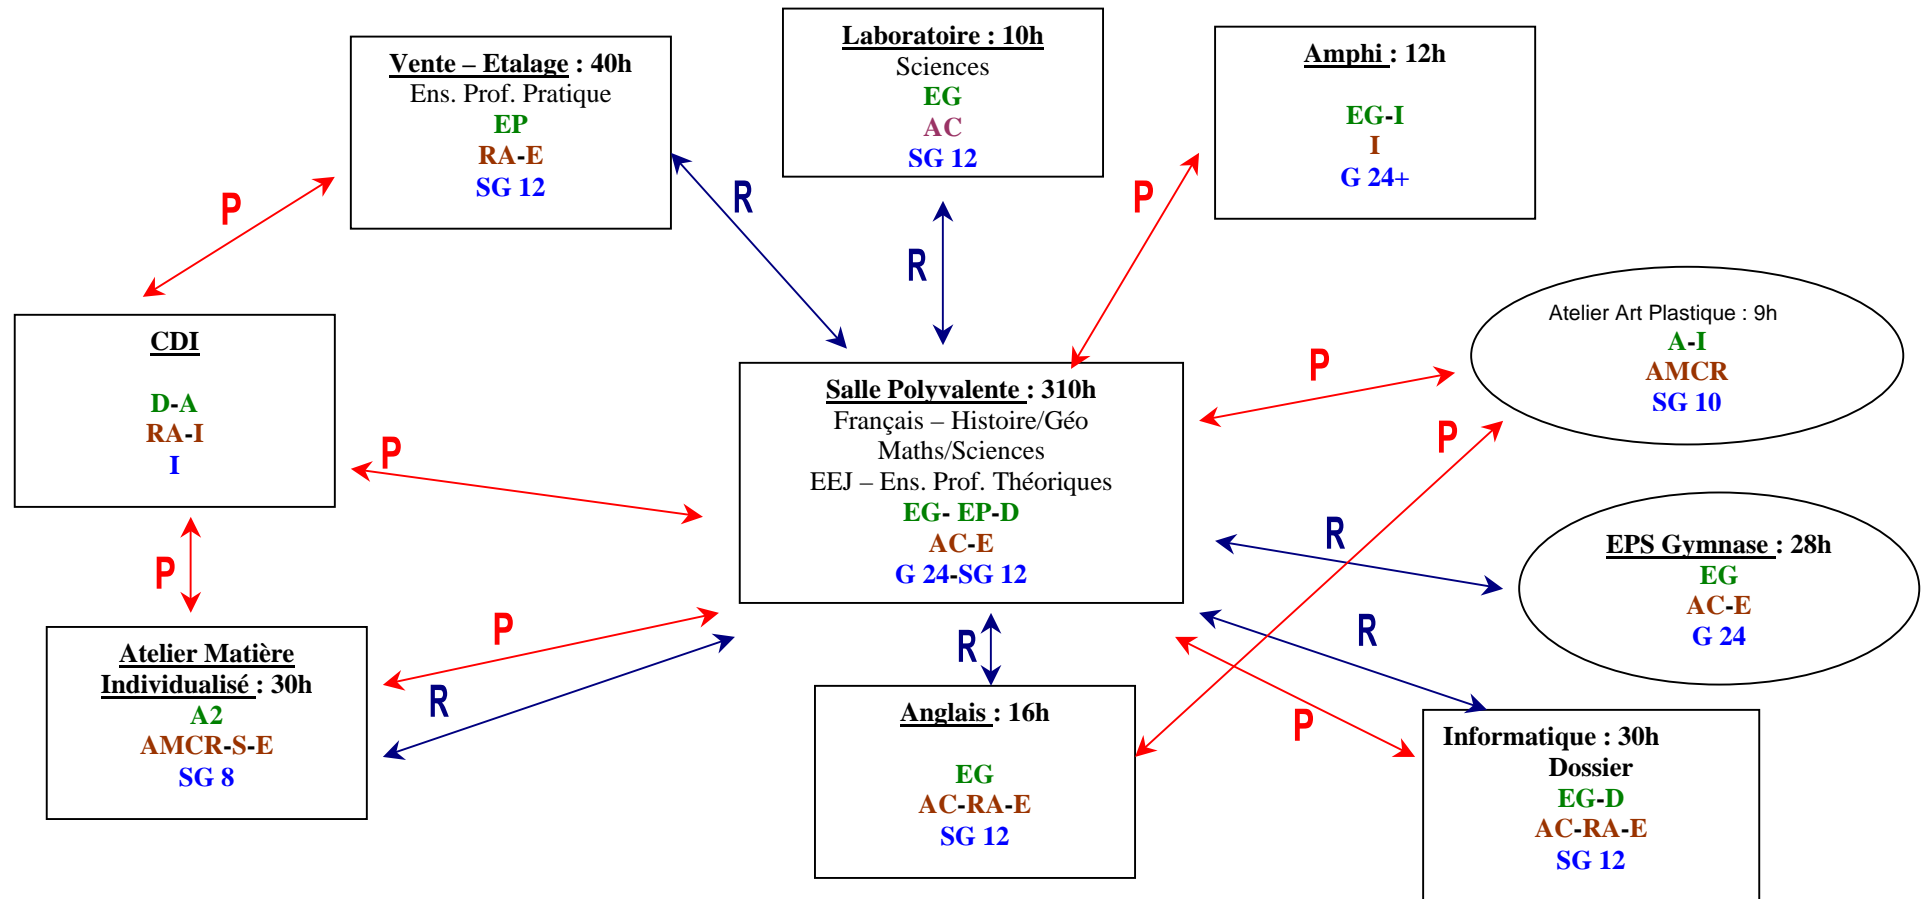 Vente – Etalage : 40h
Ens. Prof. Pratique
EP
RA-E
SG 12
Laboratoire : 10h
Sciences
EG
AC
SG 12
Amphi : 12h
EG-I
I
G 24+
P
R
R
P
CDI
D-A
RA-I
I
Salle Polyvalente : 310h
Français – Histoire/Géo
Maths/Sciences
EEJ – Ens. Prof. Théoriques
EG- EP-D
AC-E
G 24-SG 12
Atelier Art Plastique : 9h
A-I
AMCR
SG 10
P
P
P
EPS Gymnase : 28h
EG
AC-E
G 24
P
P
R
R
R
R
P
Atelier Matière
Individualisé : 30h
A2
AMCR-S-E
SG 8
Anglais : 16h
EG
AC-RA-E
SG 12
Informatique : 30h
Dossier
EG-D
AC-RA-E
SG 12